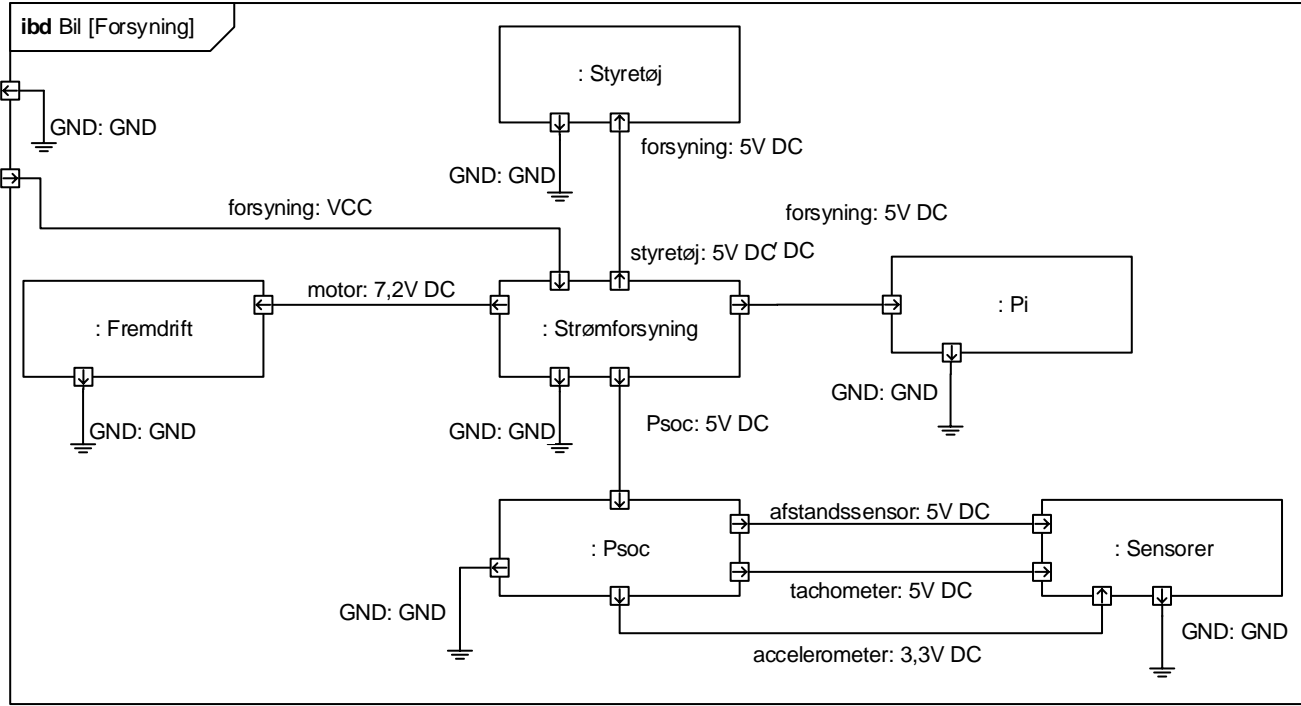 ibd Bil [Forsyning]
: Styretøj
GND: GND
forsyning: 5V DC
GND: GND
forsyning: VCC
forsyning: 5V DC
styretøj: 5V DC
DC
motor: 7,2V DC
: Fremdrift
: Strømforsyning
: Pi
GND: GND
GND: GND
GND: GND
Psoc: 5V DC
afstandssensor: 5V DC
: Psoc
: Sensorer
tachometer: 5V DC
GND: GND
GND: GND
accelerometer: 3,3V DC